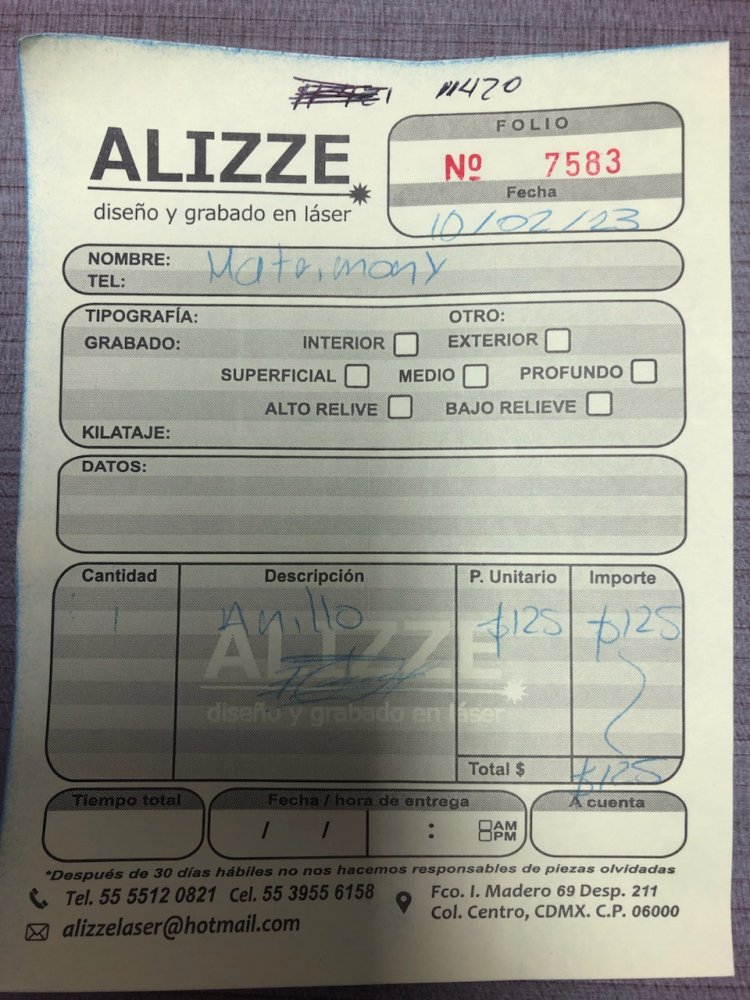 11420
ALIZZE
diseño y grabado en láser
FOLIO
Nº 7583
Fecha
10/02/23
NOMBRE: Matrimony
TEL:
TIPOGRAFÍA: OTRO:
GRABADO: INTERIOR EXTERIOR
SUPERFICIAL MEDIO PROFUNDO
ALTO RELIVE BAJO RELIEVE
KILATAJE:
DATOS:
Cantidad Descripción P. Unitario Importe
1 Anillo $125 $125
ALIZZE
diseño y grabado en láser
Total $ $125
Tiempo total Fecha / hora de entrega A cuenta
/ / : AM
PM
*Después de 30 días hábiles no nos hacemos responsables de piezas olvidadas
Tel. 55 5512 0821 Cel. 55 3955 6158
alizzelaser@hotmail.com
Fco. I. Madero 69 Desp. 211
Col. Centro, CDMX. C.P. 06000